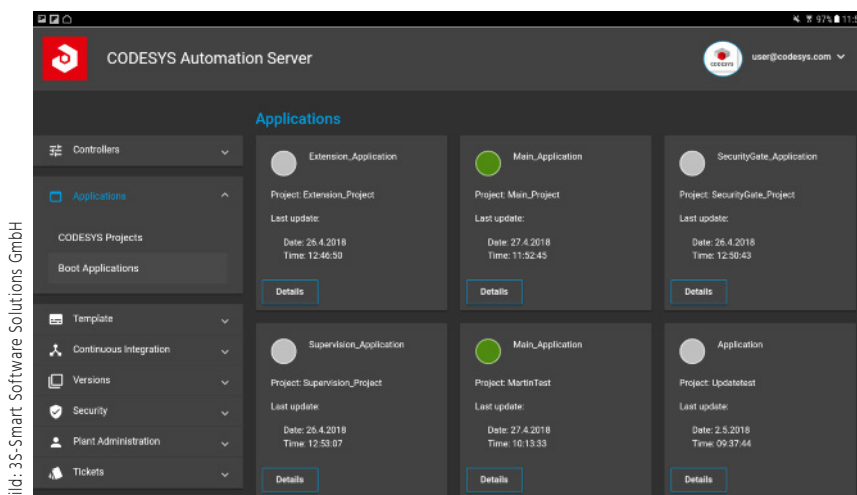 97% 11:5
CODESYS Automation Server
CODESYS
user@codesys.com
Applications
Controllers
Applications
CODESYS Projects
Boot Applications
Template
Continuous Integration
Versions
Security
Plant Administration
Tickets
Extension_Application
Project: Extension_Project
Last update:
Date: 26.4.2018
Time: 12:46:50
Details
Main_Application
Project: Main_Project
Last update:
Date: 27.4.2018
Time: 11:52:45
Details
SecurityGate_Application
Project: SecurityGate_Project
Last update:
Date: 26.4.2018
Time: 12:50:43
Details
Supervision_Application
Project: Supervision_Project
Last update:
Date: 26.4.2018
Time: 12:53:07
Details
Main_Application
Project: MartinTest
Last update:
Date: 27.4.2018
Time: 10:13:33
Details
Application
Project: Updatetest
Last update:
Date: 2.5.2018
Time: 09:37:44
Details
ild: 3S-Smart Software Solutions GmbH